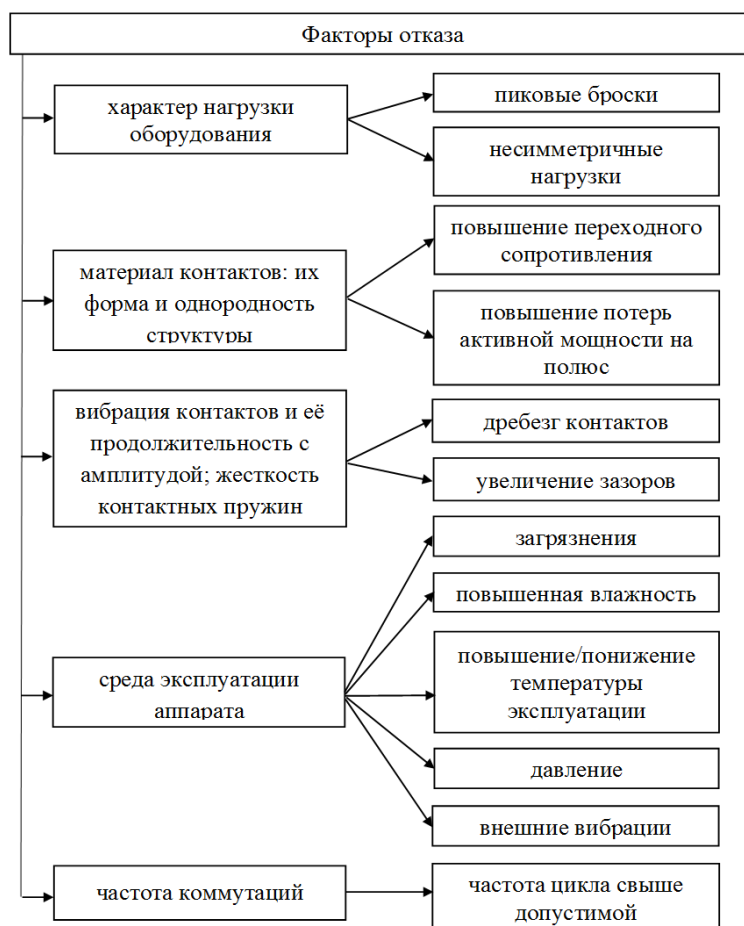 Факторы отказа
характер нагрузки
оборудования
пиковые броски
несимметричные
нагрузки
материал контактов: их
форма и однородность
структуры
повышение переходного
сопротивления
повышение потерь
активной мощности на
полюс
вибрация контактов и её
продолжительность с
амплитудой; жесткость
контактных пружин
дребезг контактов
увеличение зазоров
среда эксплуатации
аппарата
загрязнения
повышенная влажность
повышение/понижение
температуры
эксплуатации
давление
внешние вибрации
частота коммутаций
частота цикла свыше
допустимой